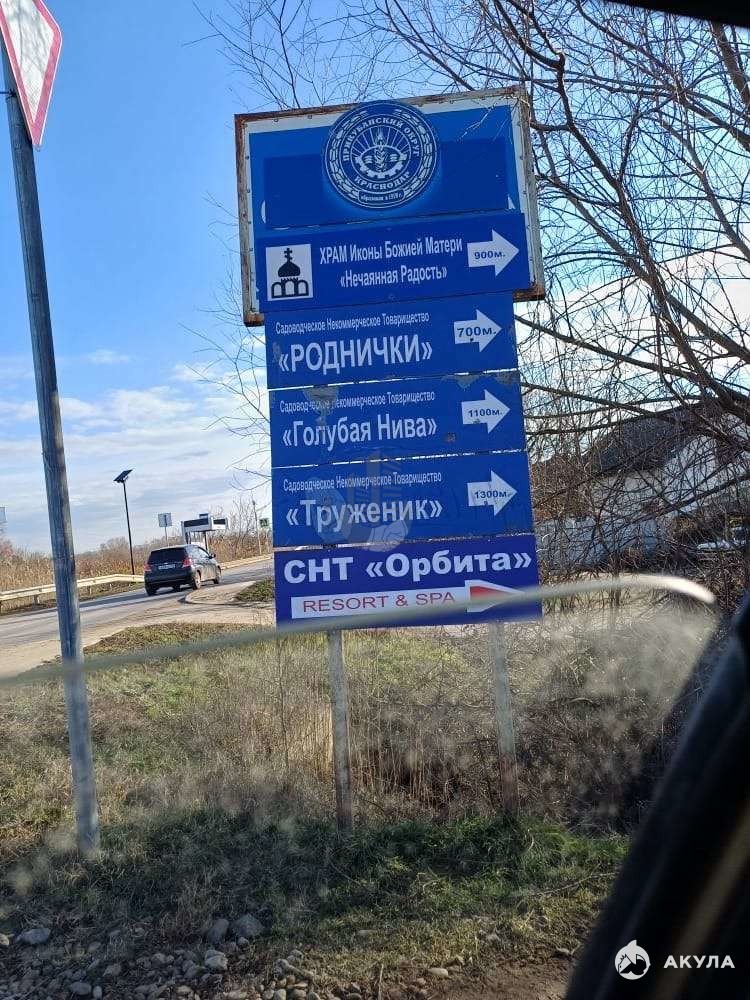 ПРИКУБАНСКИЙ ОКРУГ
КРАСНОДАР
ХРАМ Иконы Божией Матери
«Нечаянная Радость»
900м.
Садоводческое Некоммерческое Товарищество
«РОДНИЧКИ»
700м.
Садоводческое Некоммерческое Товарищество
«Голубая Нива»
1100м.
Садоводческое Некоммерческое Товарищество
«Труженик»
1300м.
СНТ «Орбита»
RESORT & SPA
АКУЛА